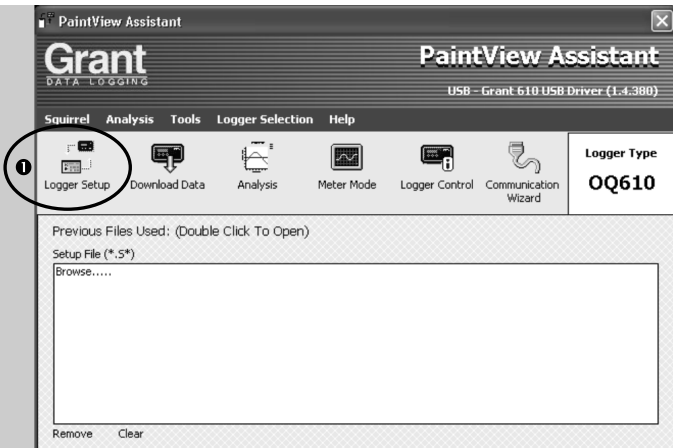 PaintView Assistant
Grant
DATA LOGGING
PaintView Assistant
USB - Grant 610 USB Driver (1.4.380)
Squirrel Analysis Tools Logger Selection Help
1
Logger Setup
Download Data
Analysis
Meter Mode
Logger Control
Communication
Wizard
Logger Type
OQ610
Previous Files Used: (Double Click To Open)
Setup File (*.S*)
Browse.....
Remove Clear